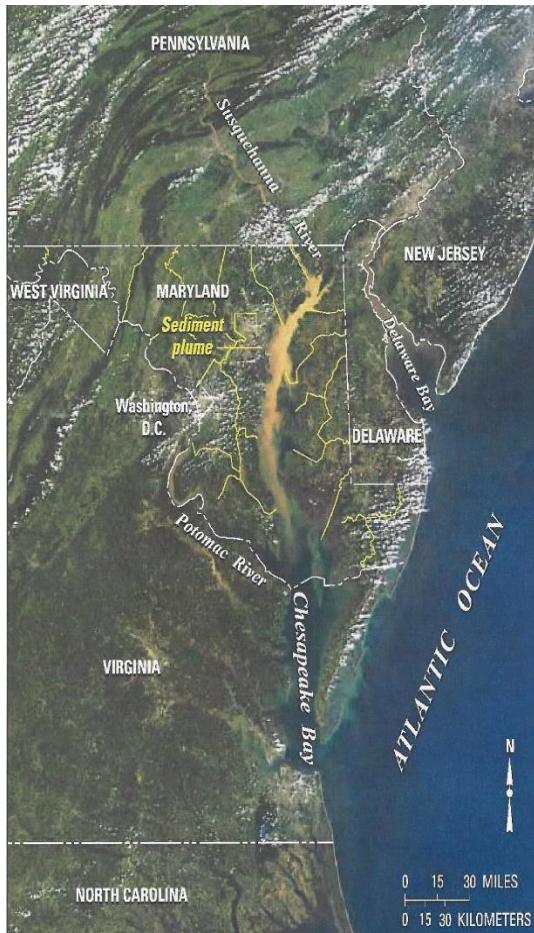 PENNSYLVANIA
Susquehanna
River
NEW JERSEY
WEST VIRGINIA
MARYLAND
Sediment
plume
Delaware Bay
Washington,
D.C.
DELAWARE
Potomac River
ATLANTIC OCEAN
Chesapeake Bay
VIRGINIA
N
0 15 30 MILES
0 15 30 KILOMETERS
NORTH CAROLINA